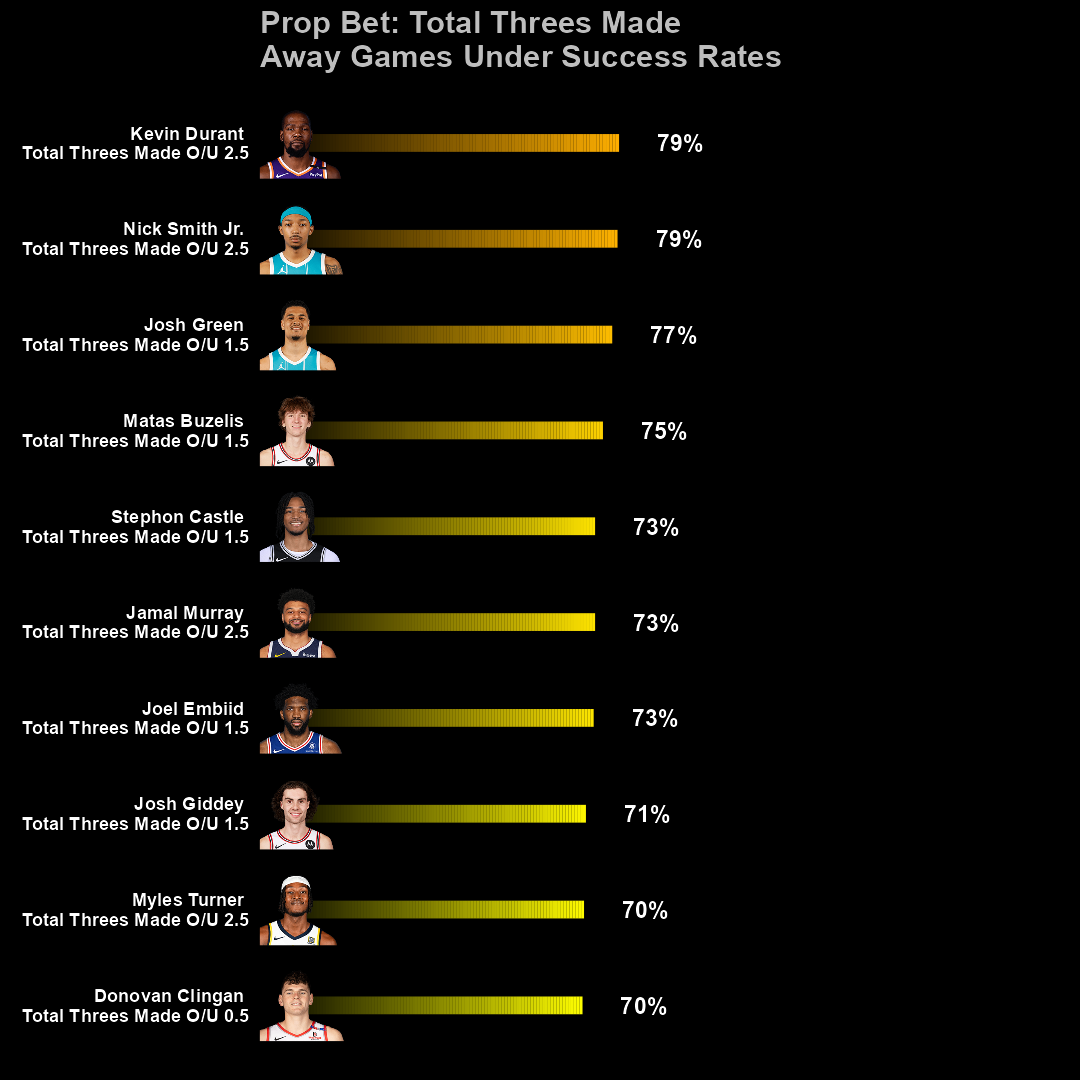 Prop Bet: Total Threes Made
Away Games Under Success Rates
Kevin Durant
Total Threes Made O/U 2.5
79%
Nick Smith Jr.
Total Threes Made O/U 2.5
79%
Josh Green
Total Threes Made O/U 1.5
77%
Matas Buzelis
Total Threes Made O/U 1.5
75%
Stephon Castle
Total Threes Made O/U 1.5
73%
Jamal Murray
Total Threes Made O/U 2.5
73%
Joel Embiid
Total Threes Made O/U 1.5
73%
Josh Giddey
Total Threes Made O/U 1.5
71%
Myles Turner
Total Threes Made O/U 2.5
70%
Donovan Clingan
Total Threes Made O/U 0.5
70%